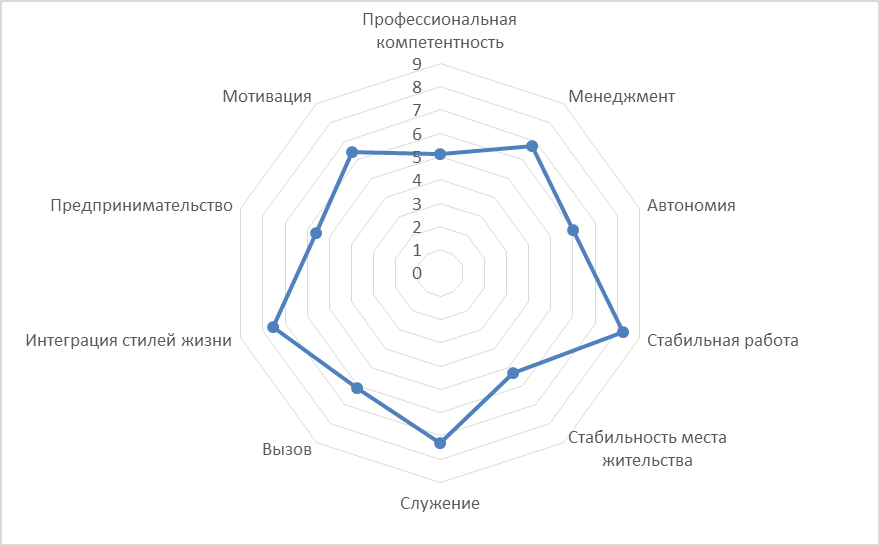 Профессиональная
компетентность
9
Мотивация
8
Менеджмент
7
6
5
4
Предпринимательство
3
Автономия
2
1
0
Интеграция стилей жизни
Стабильная работа
Вызов
Стабильность места
жительства
Служение